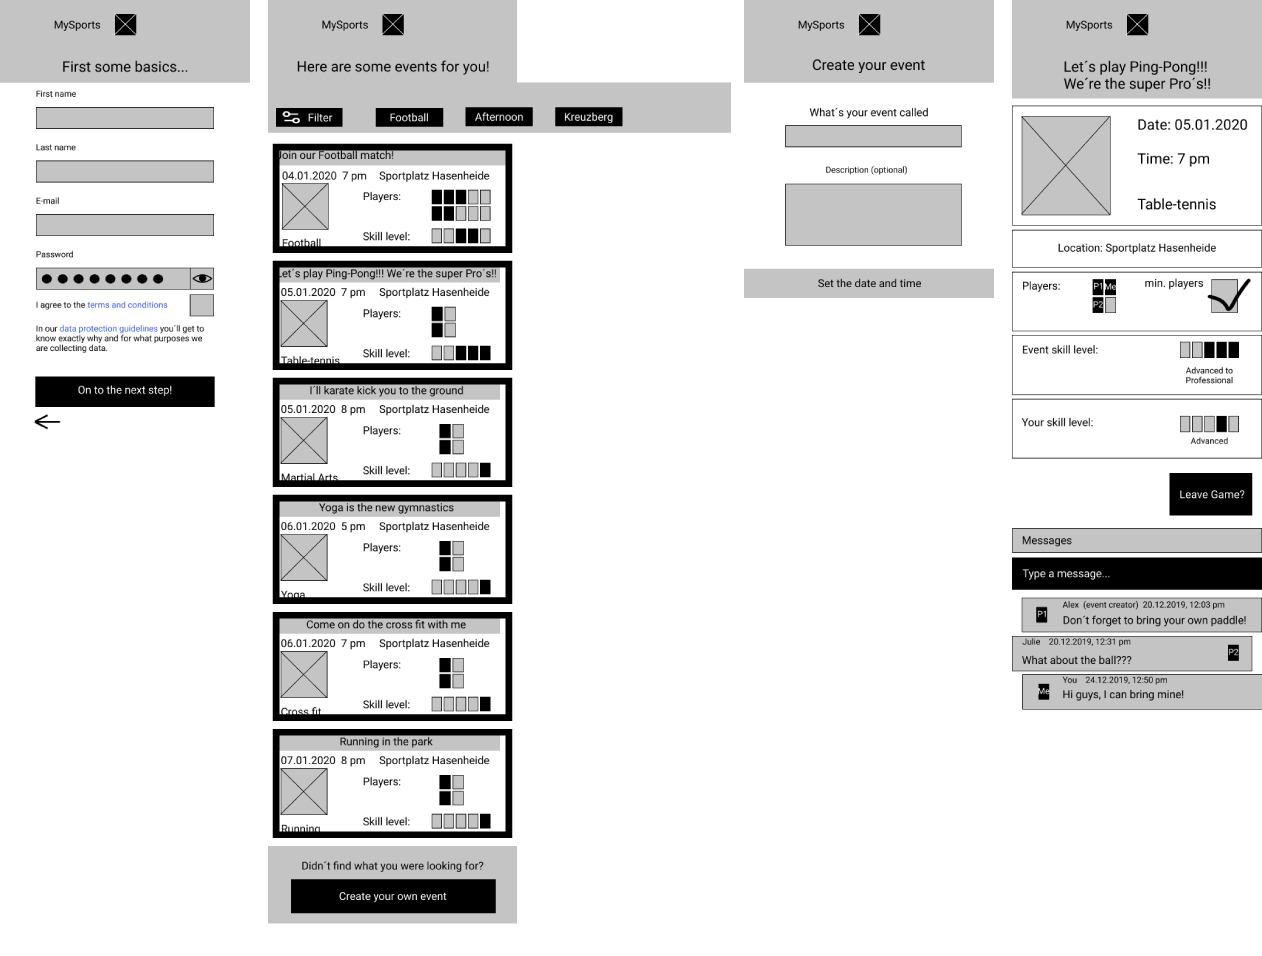 MySports
First some basics...
First name
Last name
E-mail
Password
I agree to the terms and conditions
In our data protection guidelines you´ll get to
know exactly why and for what purposes we
are collecting data.
On to the next step!
MySports
Here are some events for you!
Filter
Football
Afternoon
Kreuzberg
Join our Football match!
04.01.2020 7 pm Sportplatz Hasenheide
Players:
Skill level:
Football
Let´s play Ping-Pong!!! We´re the super Pro´s!!
05.01.2020 7 pm Sportplatz Hasenheide
Players:
Skill level:
Table-tennis
I´ll karate kick you to the ground
05.01.2020 8 pm Sportplatz Hasenheide
Players:
Skill level:
Martial Arts
Yoga is the new gymnastics
06.01.2020 5 pm Sportplatz Hasenheide
Players:
Skill level:
Yoga
Come on do the cross fit with me
06.01.2020 7 pm Sportplatz Hasenheide
Players:
Skill level:
Cross fit
Running in the park
07.01.2020 8 pm Sportplatz Hasenheide
Players:
Skill level:
Running
Didn´t find what you were looking for?
Create your own event
MySports
Create your event
What´s your event called
Description (optional)
Set the date and time
MySports
Let´s play Ping-Pong!!!
We´re the super Pro´s!!
Date: 05.01.2020
Time: 7 pm
Table-tennis
Location: Sportplatz Hasenheide
Players:
P1 Me
P2
min. players
Event skill level:
Advanced to
Professional
Your skill level:
Advanced
Leave Game?
Messages
Type a message...
Alex (event creator) 20.12.2019, 12:03 pm
P1
Don´t forget to bring your own paddle!
Julie 20.12.2019, 12:31 pm
P2
What about the ball???
You 24.12.2019, 12:50 pm
Me
Hi guys, I can bring mine!